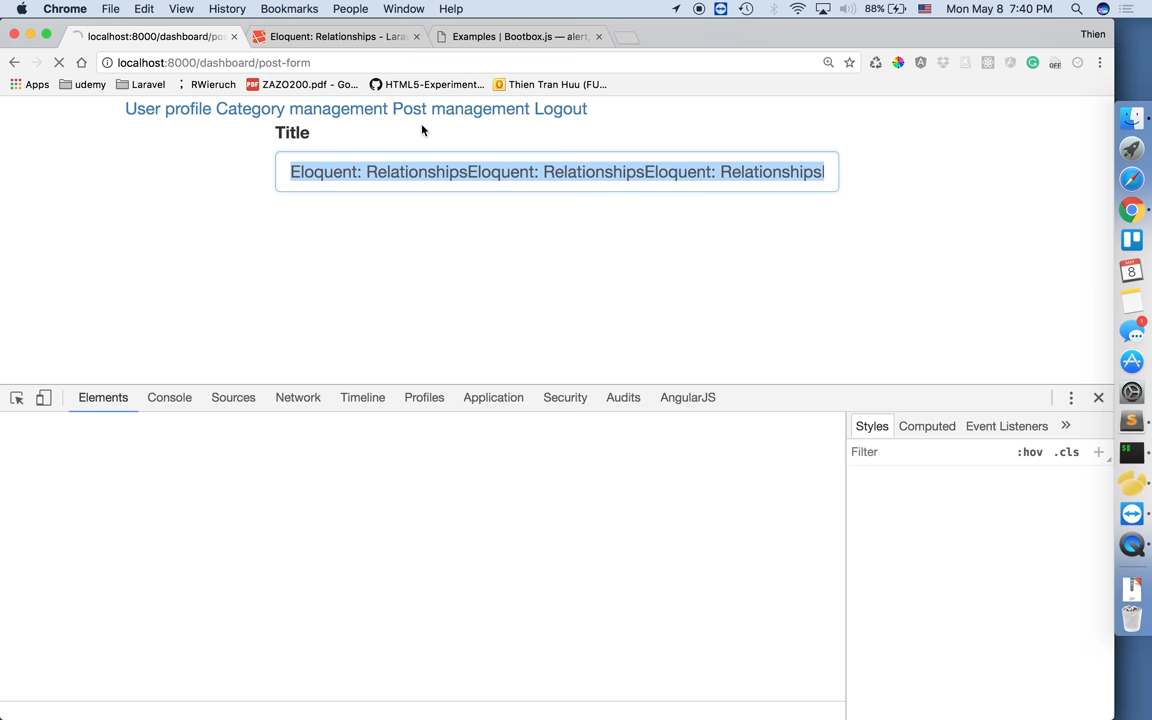 Chrome File Edit View History Bookmarks People Window Help 88% Mon May 8 7:40 PM
localhost:8000/dashboard/po Eloquent: Relationships - Lara Examples | Bootbox.js — alert, Thien
localhost:8000/dashboard/post-form
Apps udemy Laravel RWieruch ZAZO200.pdf - Go... HTML5-Experiment... Thien Tran Huu (FU...
User profile Category management Post management Logout
Title
Eloquent: RelationshipsEloquent: RelationshipsEloquent: Relationships
Elements Console Sources Network Timeline Profiles Application Security Audits AngularJS
Styles Computed Event Listeners »
Filter :hov .cls +